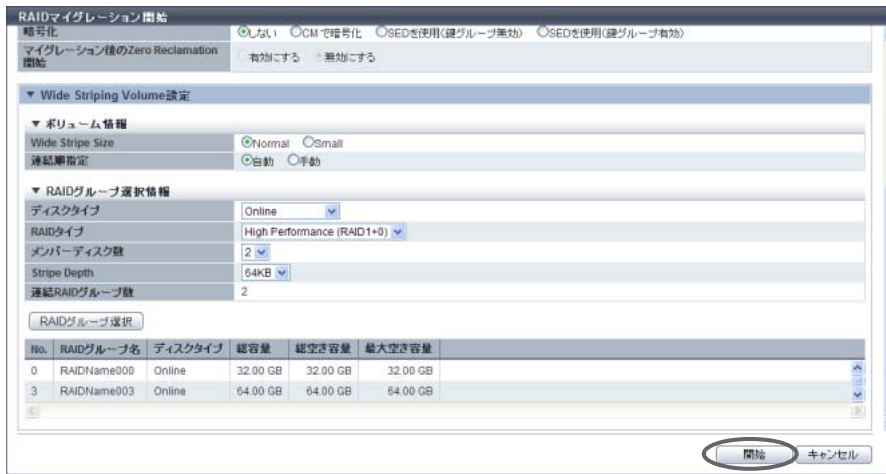 RAIDマイグレーション開始
暗号化 しない CMで暗号化 SEDを使用(鍵グループ無効) SEDを使用(鍵グループ有効)
マイグレーション後のZero Reclamation 有効にする 無効にする
開始
▼ Wide Striping Volume設定
▼ ボリューム情報
Wide Stripe Size Normal Small
連結順指定 自動 手動
▼ RAIDグループ選択情報
ディスクタイプ Online
RAIDタイプ High Performance (RAID1+0)
メンバーディスク数 2
Stripe Depth 64KB
連結RAIDグループ数 2
RAIDグループ選択
No. RAIDグループ名 ディスクタイプ 総容量 総空き容量 最大空き容量
0 RAIDName000 Online 32.00 GB 32.00 GB 32.00 GB
3 RAIDName003 Online 64.00 GB 64.00 GB 64.00 GB
開始 キャンセル